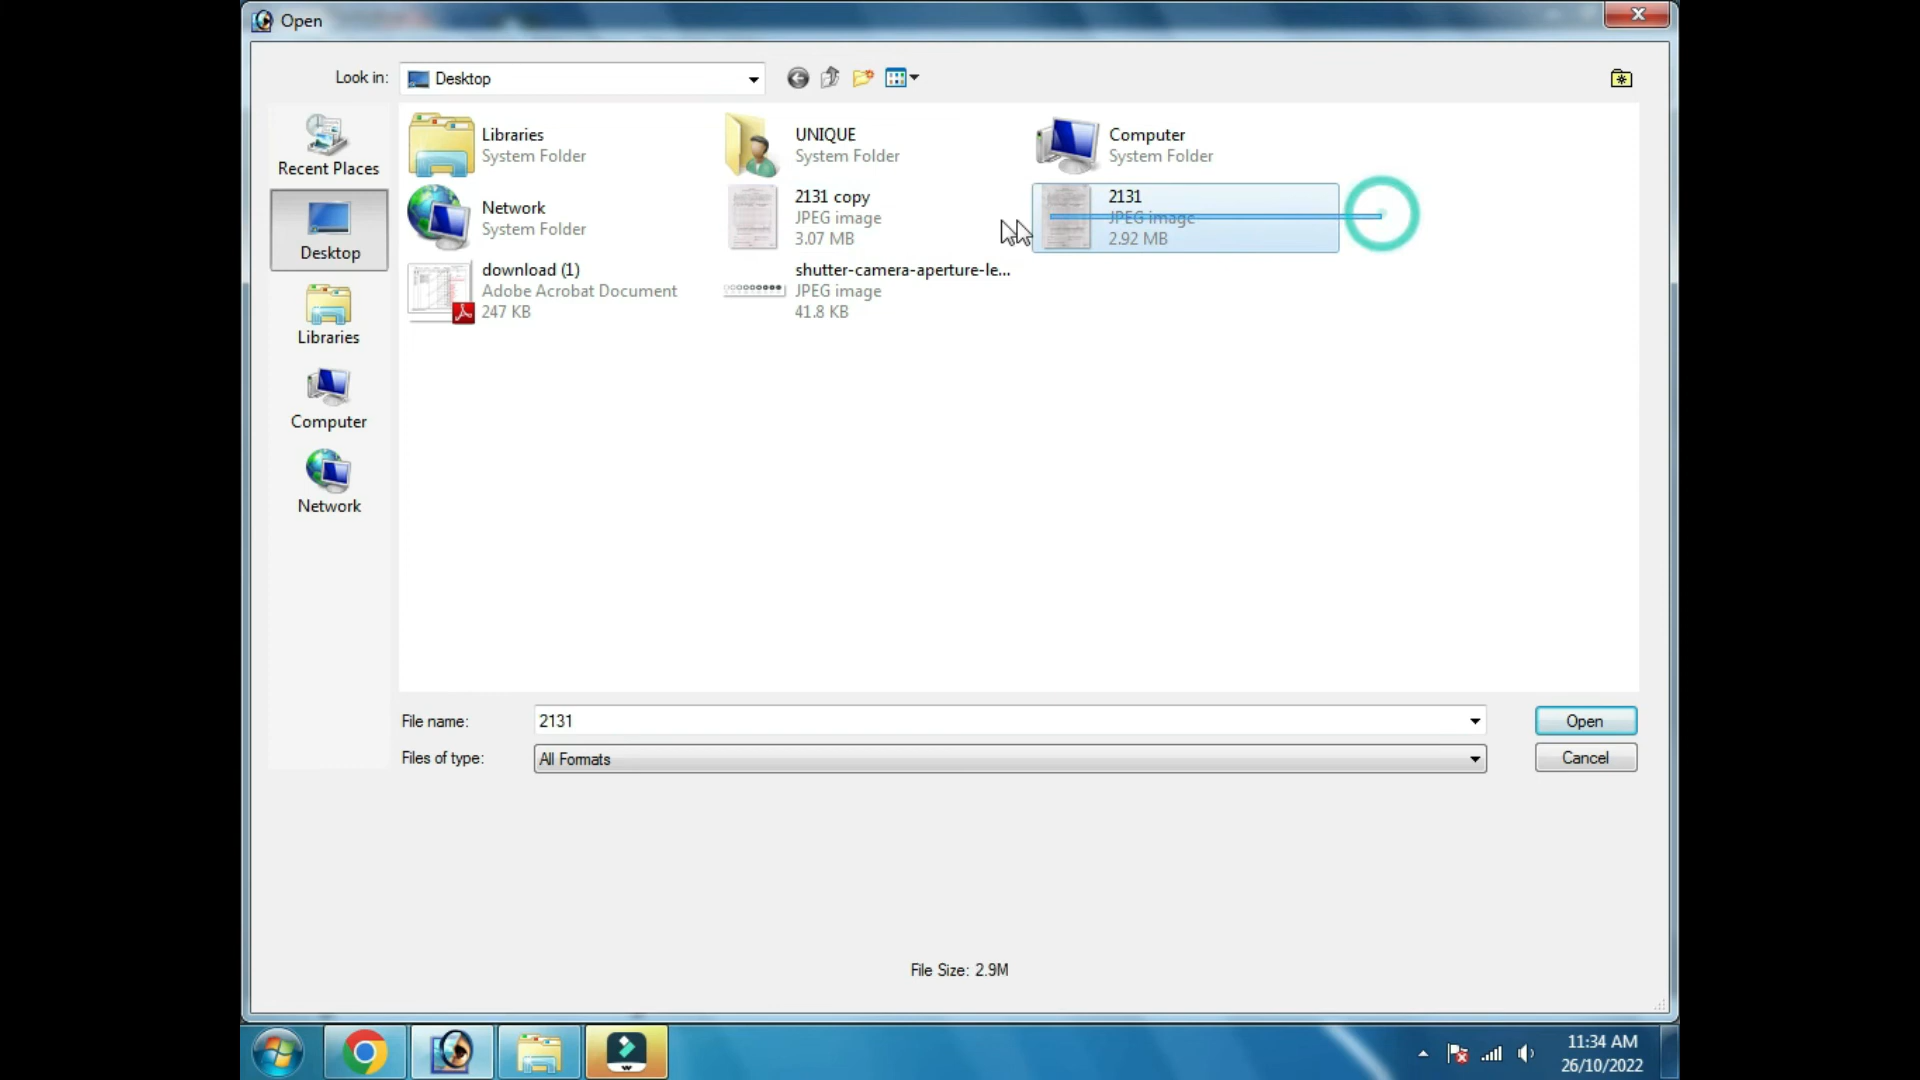 Open
Look in:
Desktop
Recent Places
Desktop
Libraries
Computer
Network
Libraries
System Folder
UNIQUE
System Folder
Computer
System Folder
Network
System Folder
2131 copy
JPEG image
3.07 MB
2131
JPEG image
2.92 MB
download (1)
Adobe Acrobat Document
247 KB
shutter-camera-aperture-le...
JPEG image
41.8 KB
File name:
2131
Open
Files of type:
All Formats
Cancel
File Size: 2.9M
11:34 AM
26/10/2022